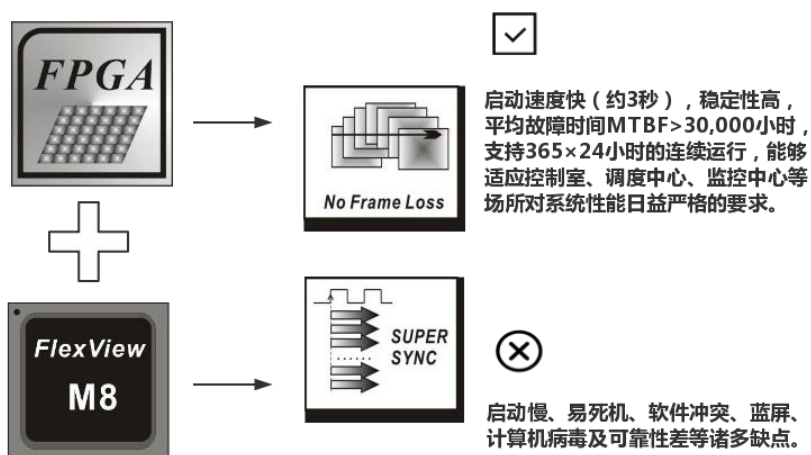 FPGA
No Frame Loss
启动速度快（约3秒），稳定性高，
平均故障时间MTBF>30,000小时，
支持365×24小时的连续运行，能够
适应控制室、调度中心、监控中心等
场所对系统性能日益严格的要求。
FlexView
M8
SUPER
SYNC
启动慢、易死机、软件冲突、蓝屏、
计算机病毒及可靠性差等诸多缺点。